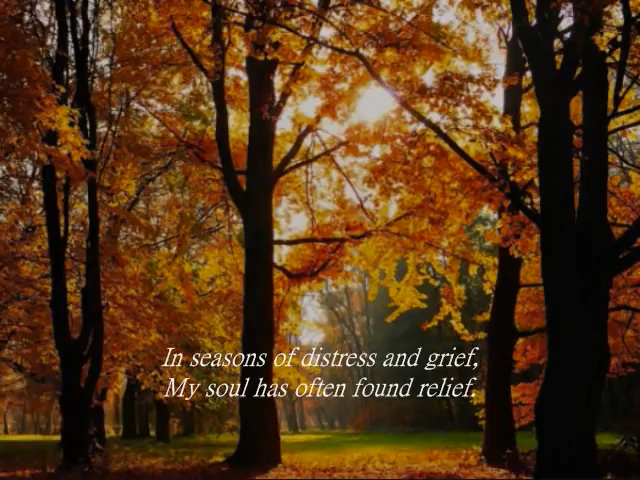 In seasons of distress and grief,
My soul has often found relief.